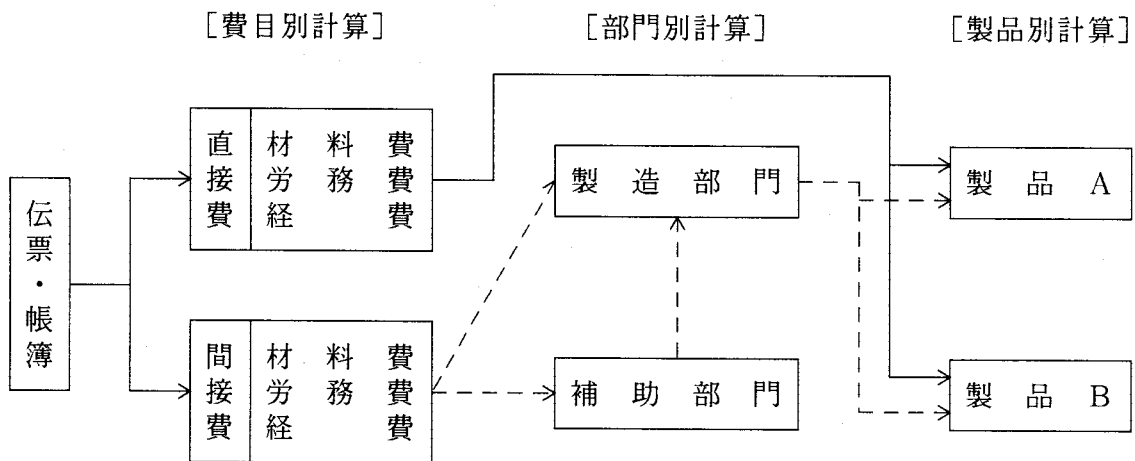 [費目別計算]
[部門別計算]
[製品別計算]
伝票・帳簿
直接費
材料費
労務費
経費
間接費
材料費
労務費
経費
製造部門
補助部門
製品A
製品B